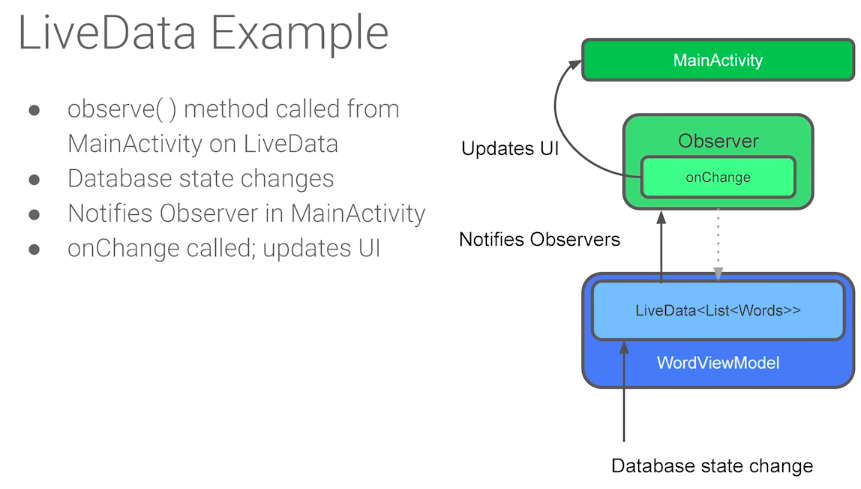 LiveData Example
● observe( ) method called from
MainActivity on LiveData
● Database state changes
● Notifies Observer in MainActivity
● onChange called; updates UI
MainActivity
Observer
Updates UI
onChange
Notifies Observers
LiveData<List<Words>>
WordViewModel
Database state change